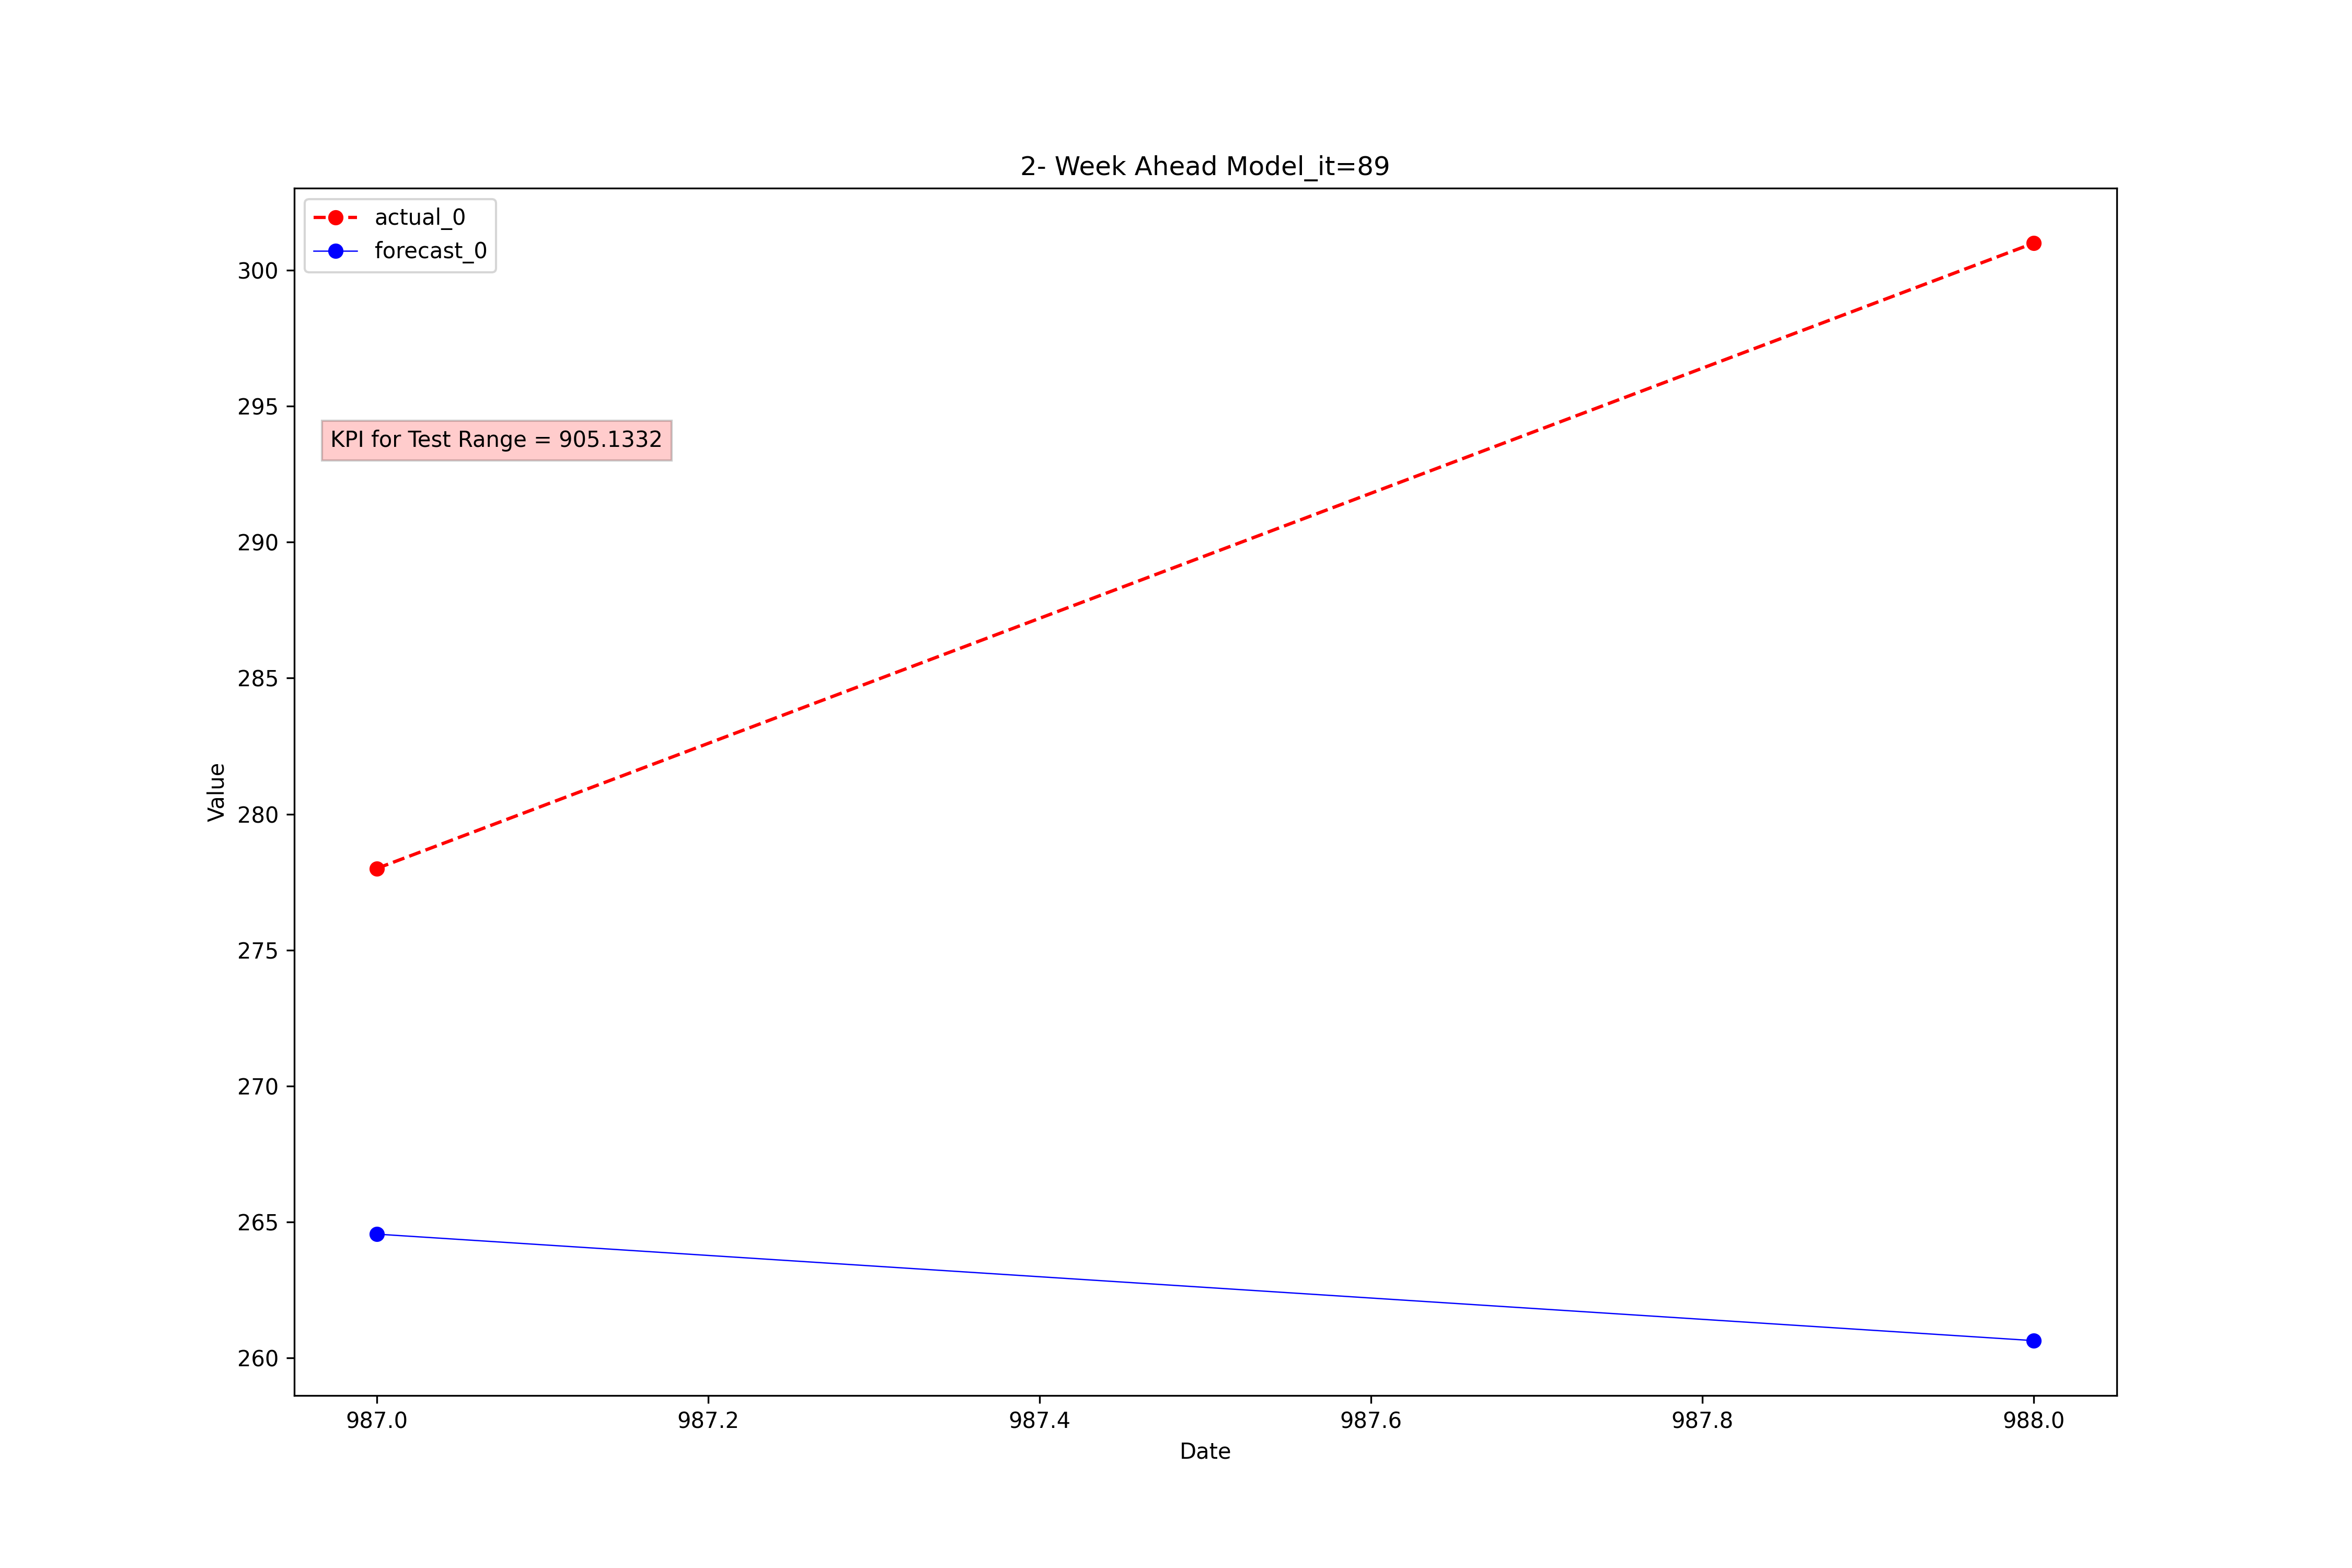 2- Week Ahead Model_it=89
actual_0
forecast_0
KPI for Test Range = 905.1332
300
295
290
285
280
275
270
265
260
Value
987.0 987.2 987.4 987.6 987.8 988.0
Date